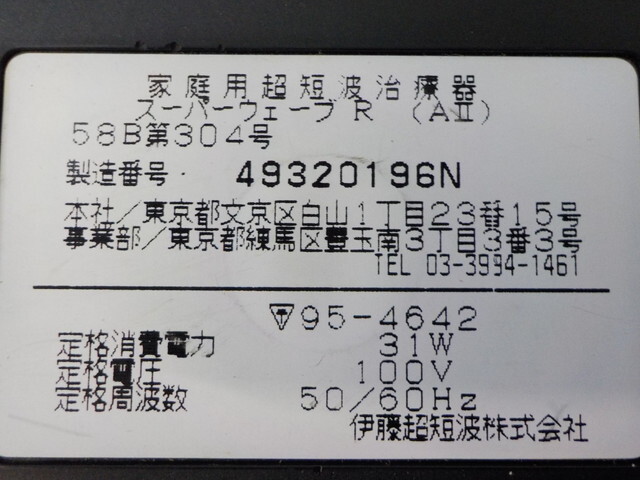 家庭用超短波治療器
スーパーウェーブR (AⅡ)
58B第304号
製造番号・ 49320196N
本社/東京都文京区白山1丁目23番15号
事業部/東京都練馬区豊玉南3丁目3番3号
TEL 03-3994-1461
▽95-4642
定格消費電力 31W
定格電圧 100V
定格周波数 50/60Hz
伊藤超短波株式会社